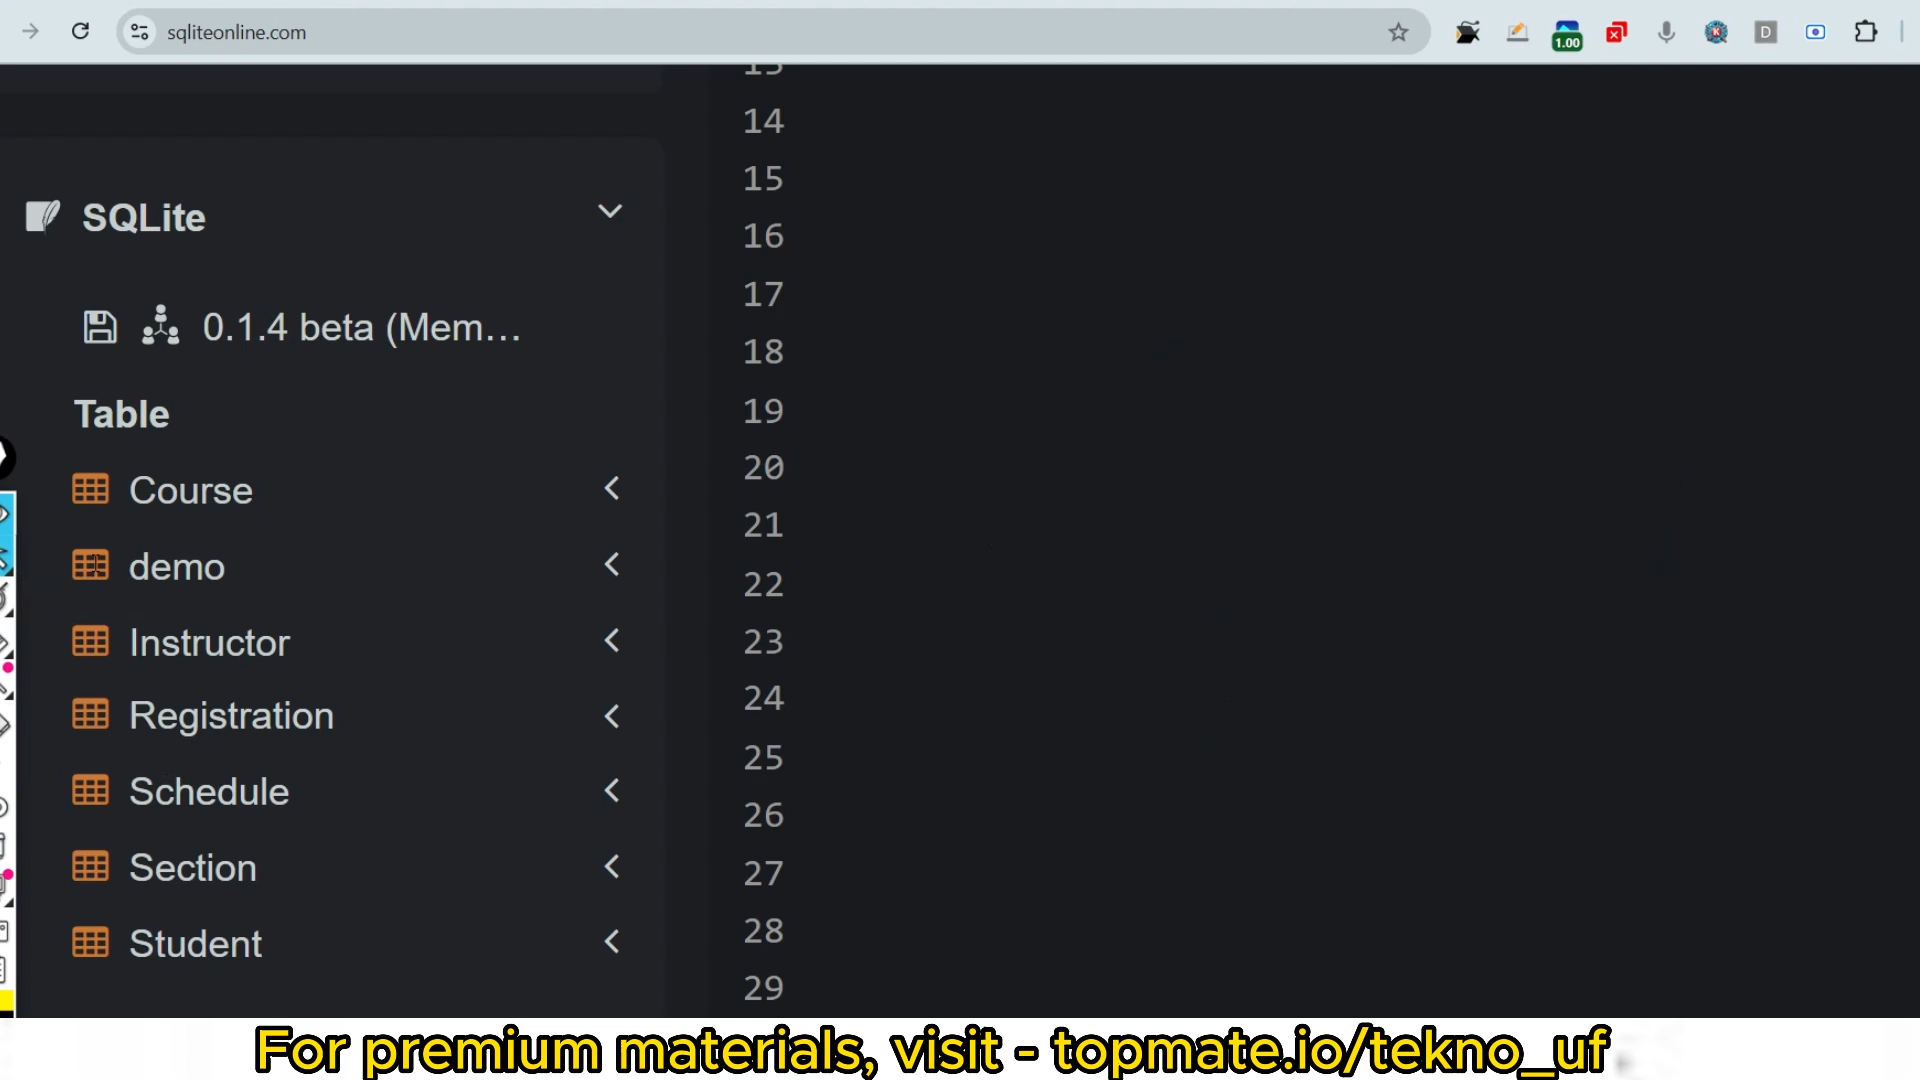 sqliteonline.com
1.00
D
SQLite
0.1.4 beta (Mem...
Table
Course
demo
Instructor
Registration
Schedule
Section
Student
14
15
16
17
18
19
20
21
22
23
24
25
26
27
28
29
For premium materials, visit - topmate.io/tekno_uf